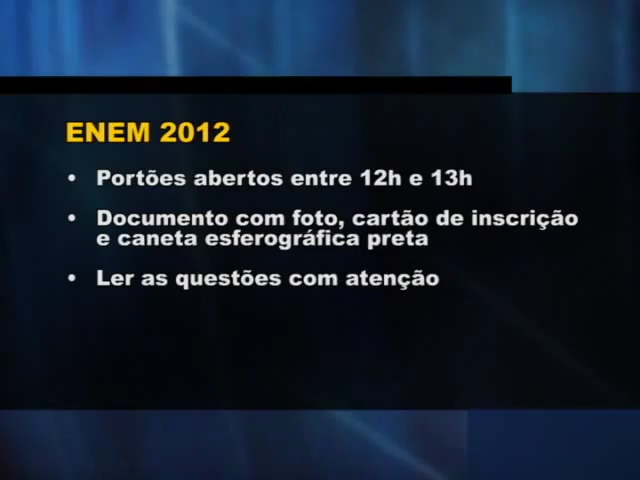 ENEM 2012
• Portões abertos entre 12h e 13h
• Documento com foto, cartão de inscrição
e caneta esferográfica preta
• Ler as questões com atenção